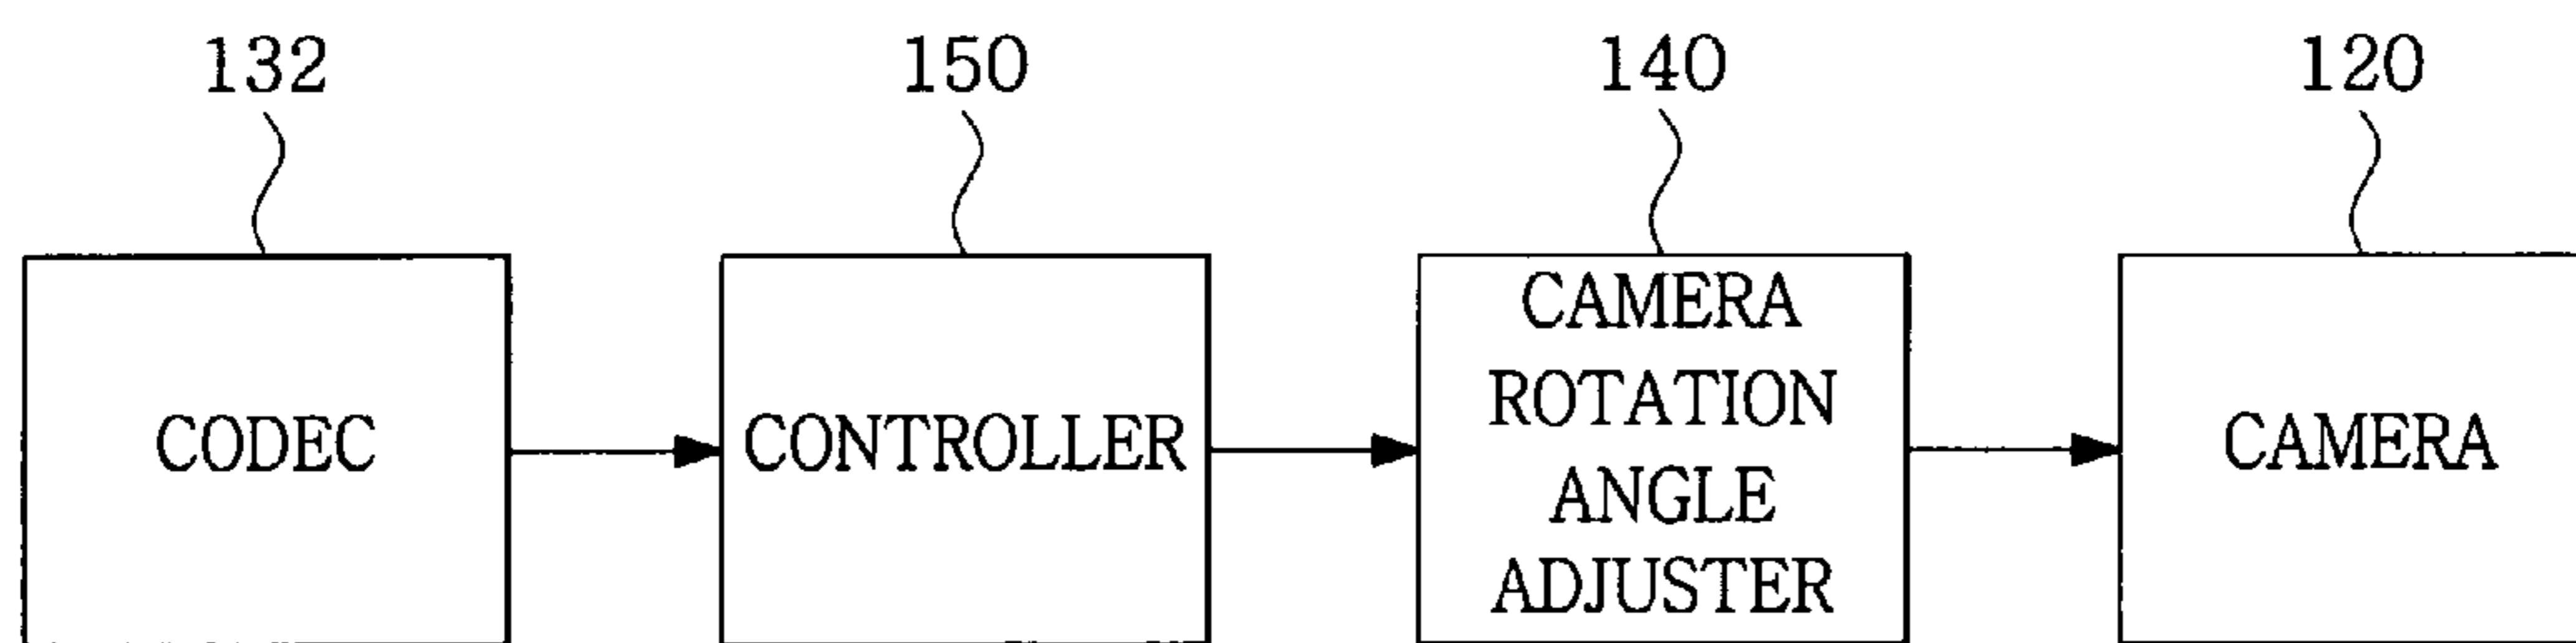 132
150
140
120
CODEC
CONTROLLER
CAMERA
ROTATION
ANGLE
ADJUSTER
CAMERA